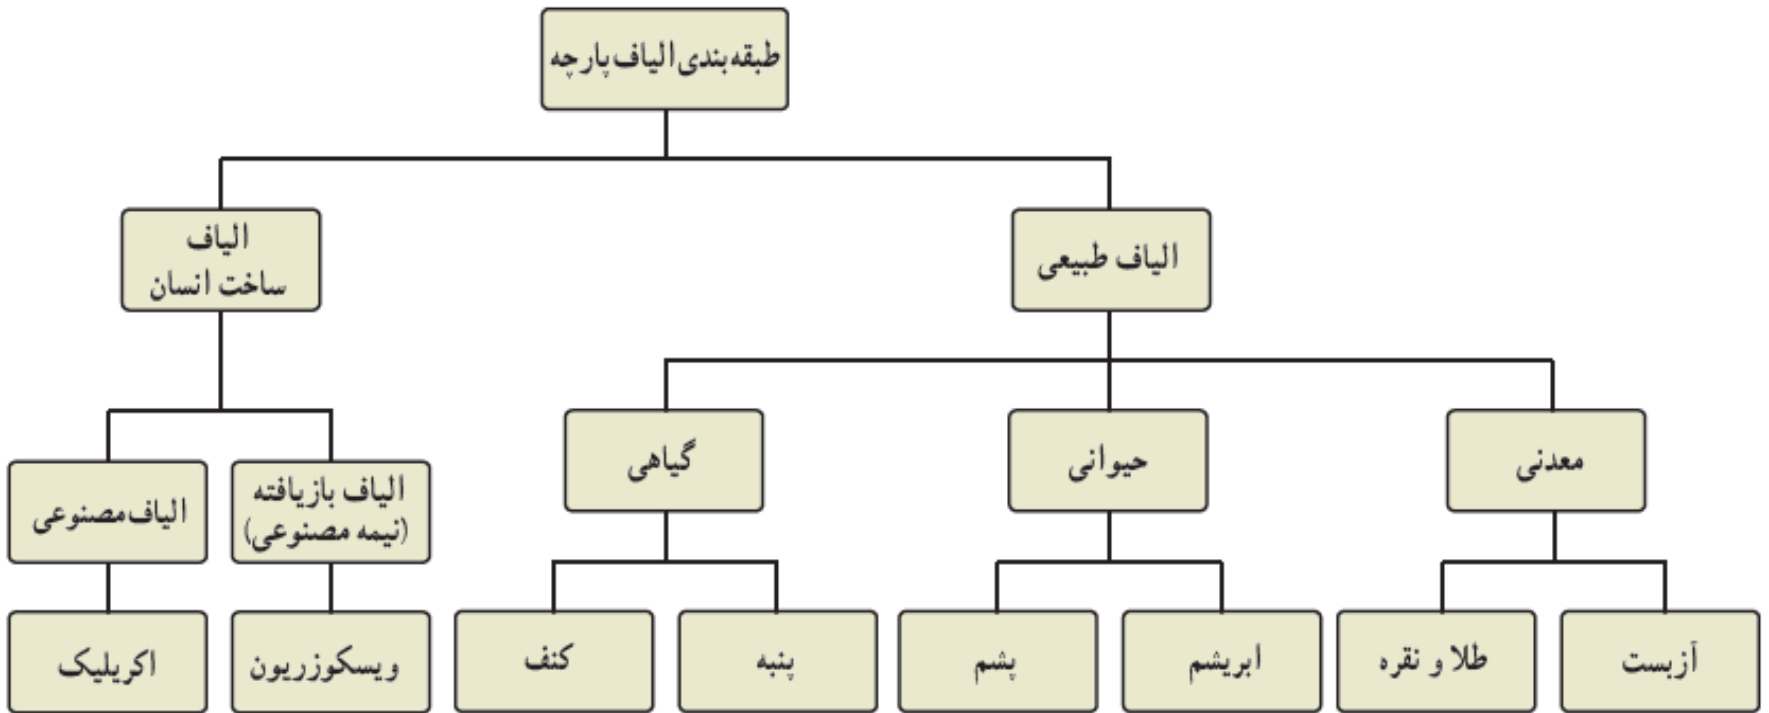 طبقه‌بندی الیاف پارچه
الیاف طبیعی
الیاف
ساخت انسان
معدنی
حیوانی
گیاهی
الیاف بازیافته
(نیمه مصنوعی)
الیاف مصنوعی
آزبست
طلا و نقره
ابریشم
پشم
پنبه
کنف
ویسکوزریون
اکریلیک